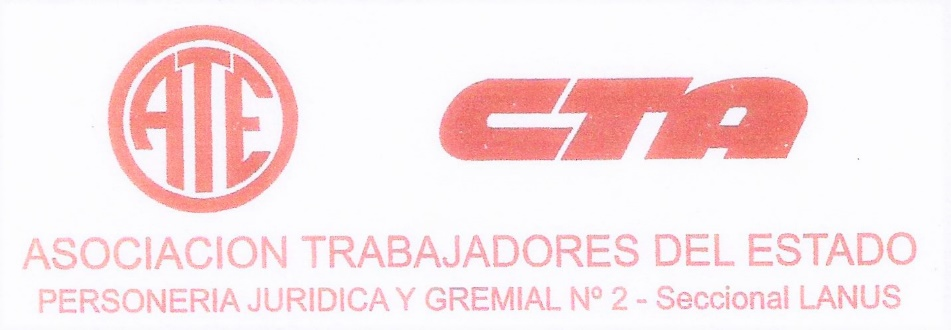 ATE CTA
ASOCIACION TRABAJADORES DEL ESTADO
PERSONERIA JURIDICA Y GREMIAL Nº 2 - Seccional LANUS